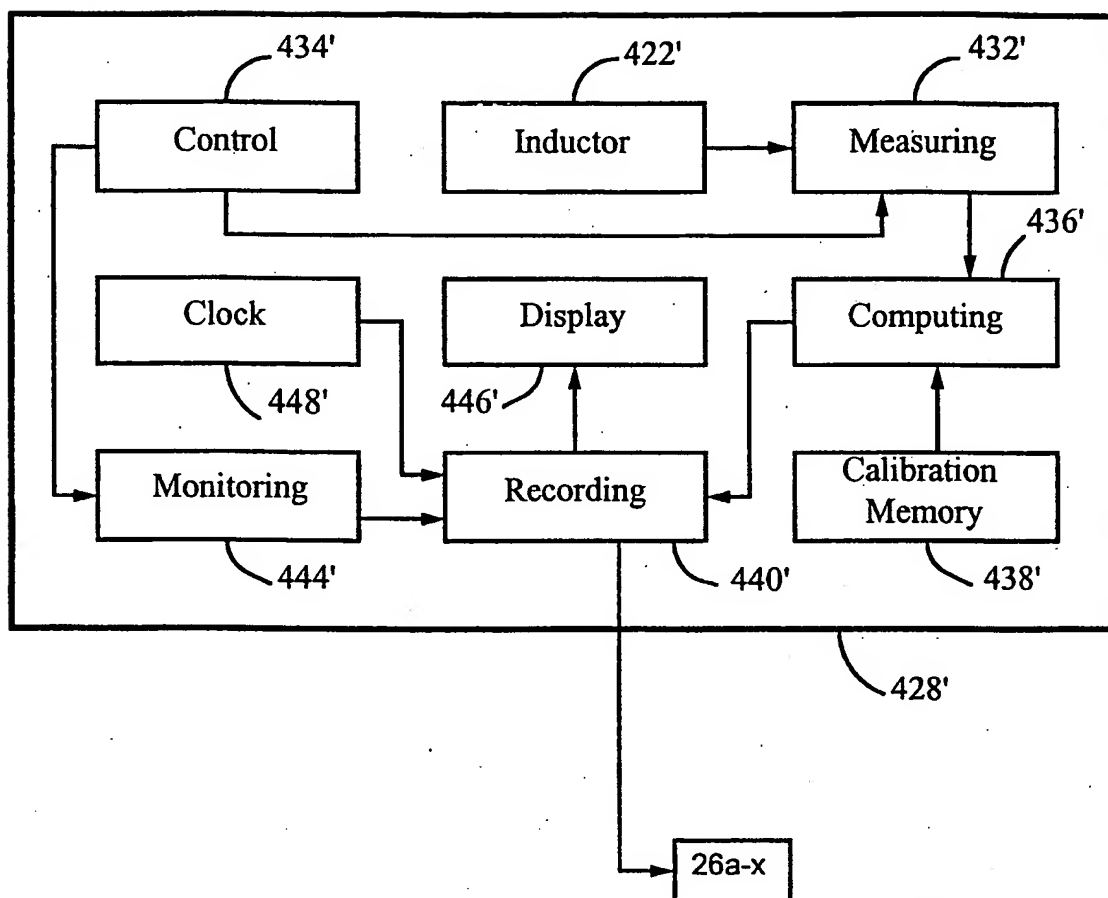 434'
422'
432'
Control
Inductor
Measuring
436'
Clock
Display
Computing
448'
446'
Monitoring
Recording
Calibration
Memory
444'
440'
438'
428'
26a-x